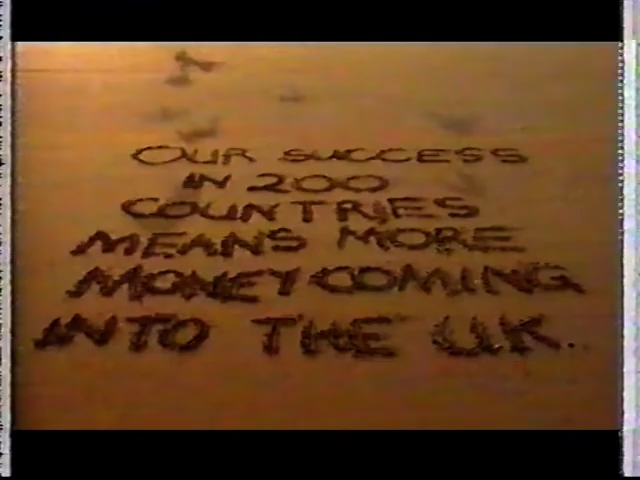 OUR SUCCESS
IN 200
COUNTRIES
MEANS MORE
MONEY COMING
INTO THE UK.